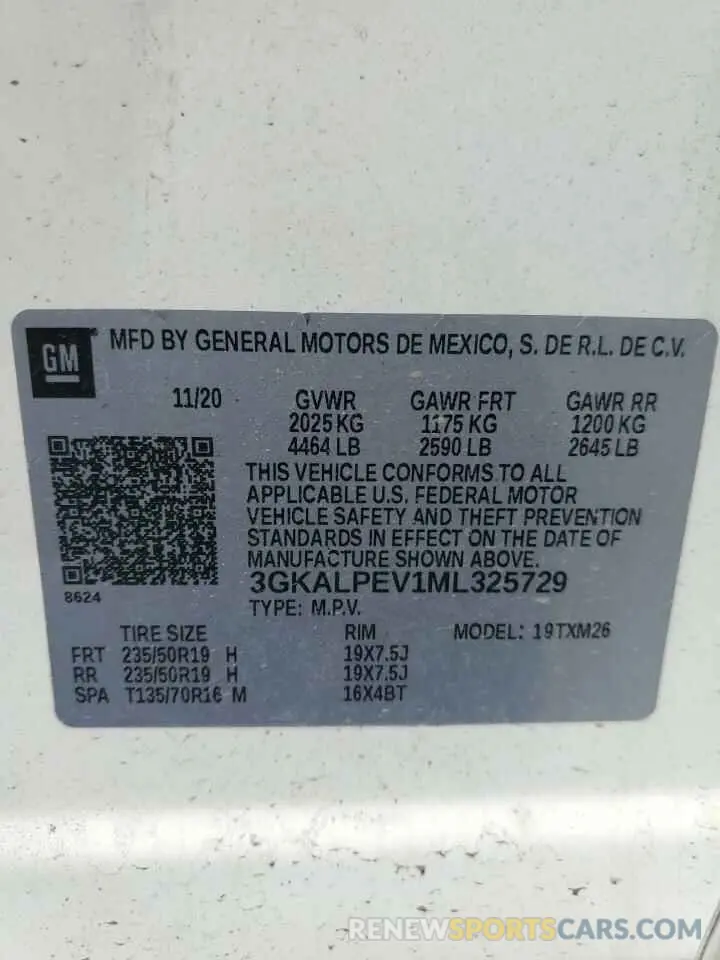 GM
MFD BY GENERAL MOTORS DE MEXICO, S. DE R.L. DE C.V.
11/20 GVWR GAWR FRT GAWR RR
2025 KG 1175 KG 1200 KG
4464 LB 2590 LB 2645 LB
THIS VEHICLE CONFORMS TO ALL
APPLICABLE U.S. FEDERAL MOTOR
VEHICLE SAFETY AND THEFT PREVENTION
STANDARDS IN EFFECT ON THE DATE OF
MANUFACTURE SHOWN ABOVE.
3GKALPEV1ML325729
8624
TYPE: M.P.V.
TIRE SIZE RIM MODEL: 19TXM26
FRT 235/50R19 H 19X7.5J
RR 235/50R19 H 19X7.5J
SPA T135/70R16 M 16X4BT
RENEWSPORTSCARS.COM